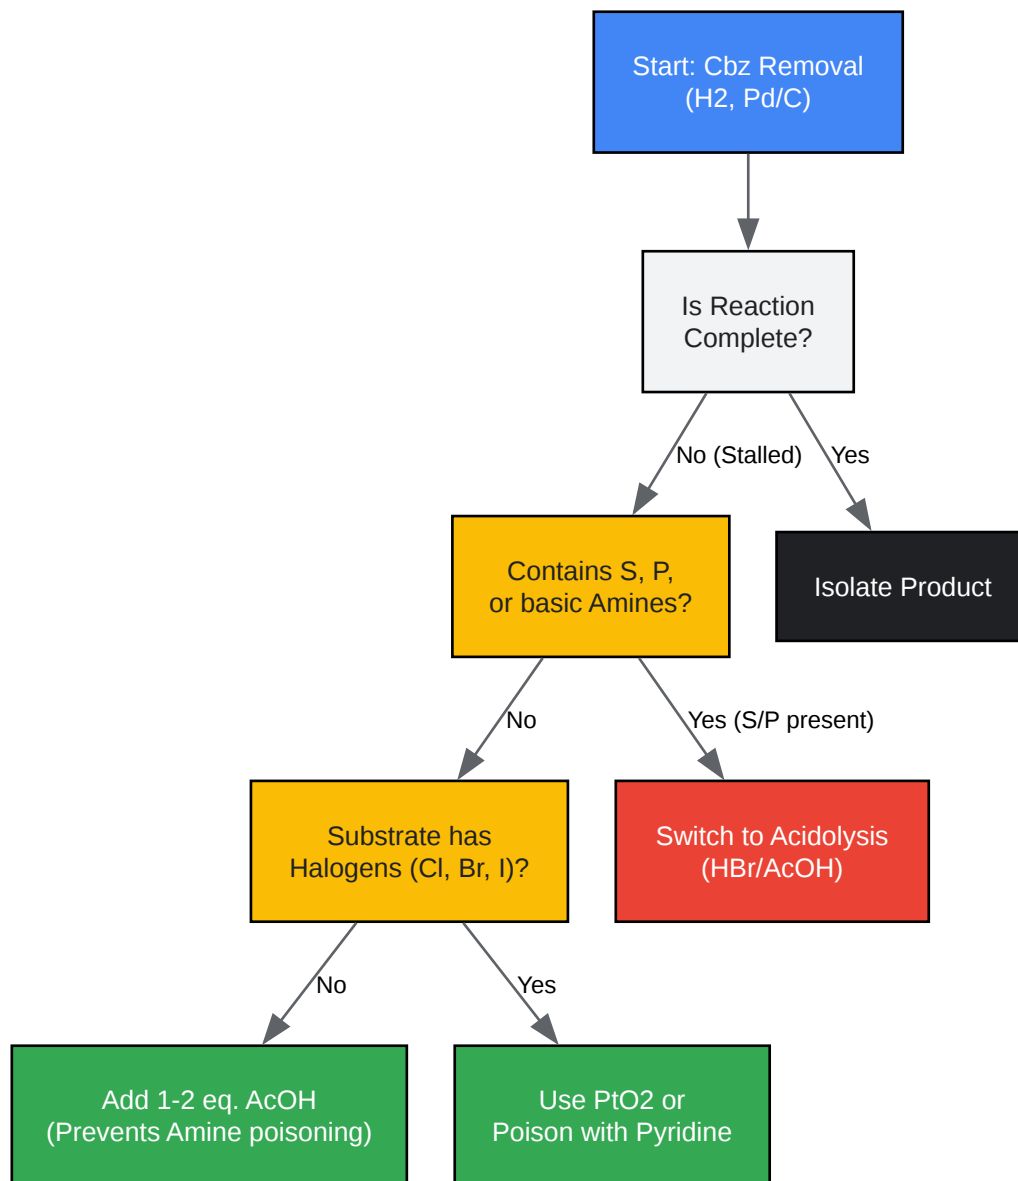 Start: Cbz Removal
(H2, Pd/C)
Is Reaction
Complete?
No (Stalled)
Yes
Contains S, P,
or basic Amines?
Isolate Product
No
Yes (S/P present)
Substrate has
Halogens (Cl, Br, I)?
Switch to Acidolysis
(HBr/AcOH)
No
Yes
Add 1-2 eq. AcOH
(Prevents Amine poisoning)
Use PtO2 or
Poison with Pyridine